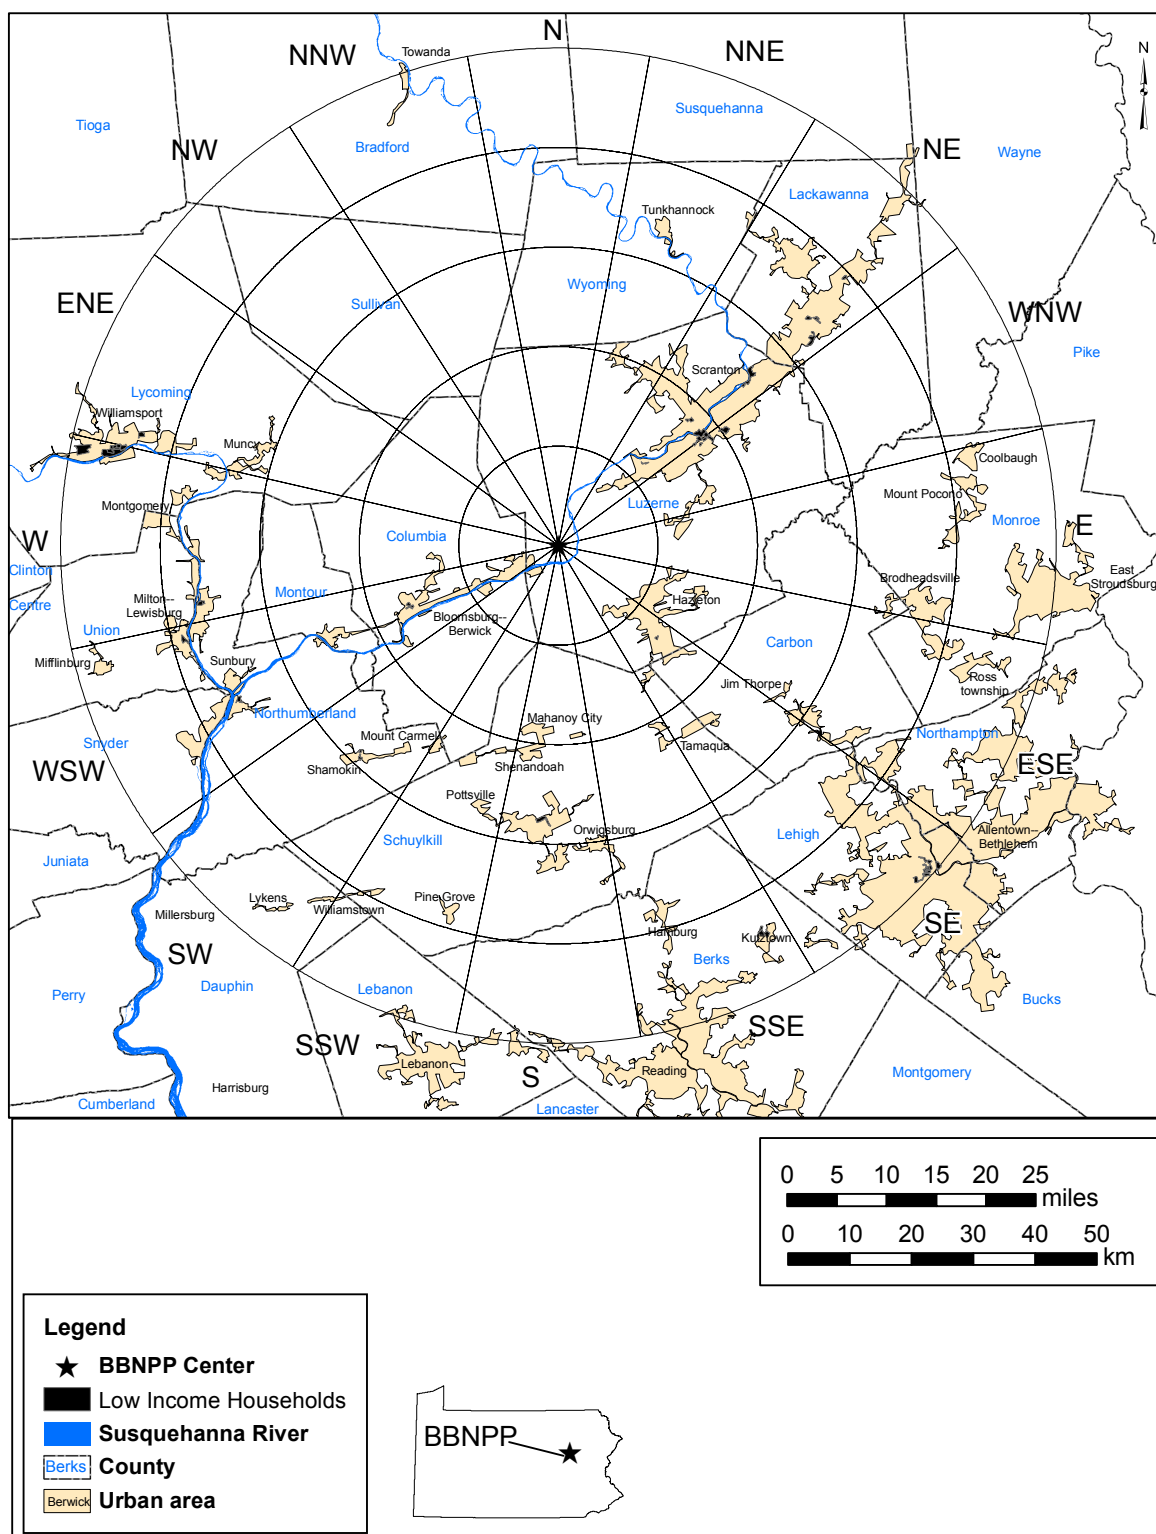 N
NNW
Towanda
NNE
N
Tioga
Susquehanna
NW
Bradford
NE
Wayne
Lackawanna
Tunkhannock
Wyoming
ENE
Sullivan
WNW
Pike
Scranton
Lycoming
Williamsport
Muncy
Coolbaugh
Mount Pocono
Montgomery
Luzerne
Monroe
E
W
Columbia
Clinton
Centre
Montour
Milton--
Lewisburg
Bloomsburg--
Berwick
Hazleton
Brodheadsville
East
Stroudsburg
Union
Mifflinburg
Sunbury
Carbon
Ross
township
Jim Thorpe
Northumberland
Mahanoy City
Mount Carmel
Tamaqua
Northampton
Snyder
WSW
Shamokin
Shenandoah
ESE
Pottsville
Orwigsburg
Schuylkill
Lehigh
Allentown--
Bethlehem
Juniata
Lykens
Williamstown
Pine Grove
Millersburg
Hamburg
Kutztown
SE
SW
Berks
Perry
Dauphin
Lebanon
Bucks
SSW
SSE
S
Lebanon
Reading
Montgomery
Harrisburg
Cumberland
Lancaster
0 5 10 15 20 25
miles
0 10 20 30 40 50
km
Legend
BBNPP Center
Low Income Households
Susquehanna River
Berks County
Berwick Urban area
BBNPP